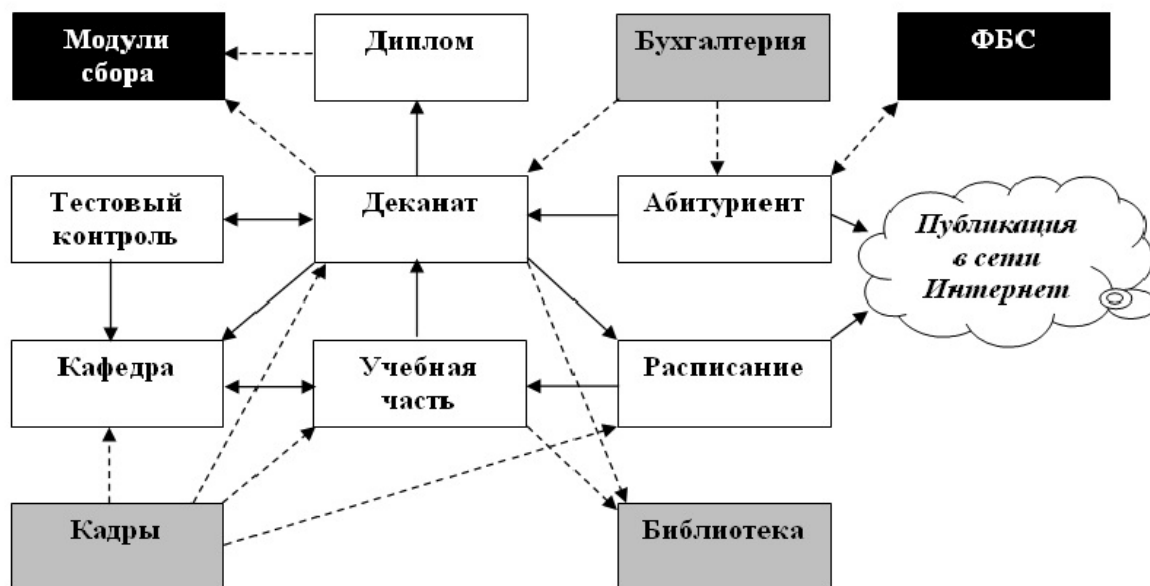 Модули
сбора
Диплом
Бухгалтерия
ФБС
Тестовый
контроль
Деканат
Абитуриент
Публикация
в сети
Интернет
Кафедра
Учебная
часть
Расписание
Кадры
Библиотека